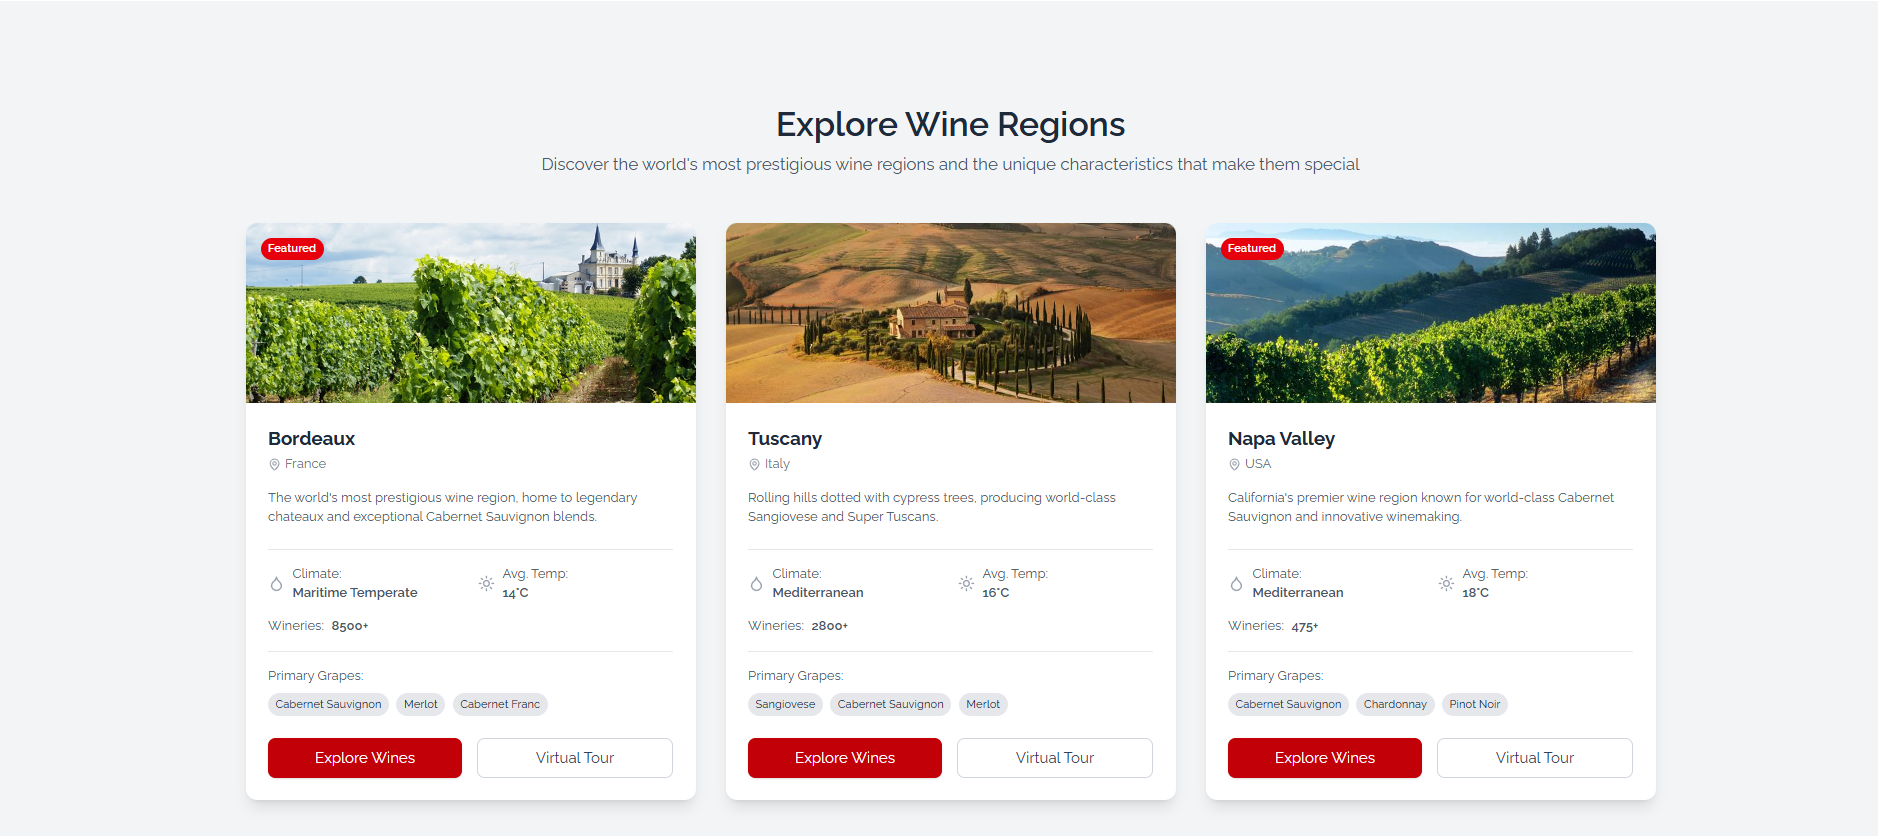 Explore Wine Regions
Discover the world's most prestigious wine regions and the unique characteristics that make them special
Featured
Bordeaux
France
The world's most prestigious wine region, home to legendary
chateaux and exceptional Cabernet Sauvignon blends.
Climate:
Maritime Temperate
Avg. Temp:
14°C
Wineries: 8500+
Primary Grapes:
Cabernet Sauvignon Merlot Cabernet Franc
Explore Wines Virtual Tour
Tuscany
Italy
Rolling hills dotted with cypress trees, producing world-class
Sangiovese and Super Tuscans.
Climate:
Mediterranean
Avg. Temp:
16°C
Wineries: 2800+
Primary Grapes:
Sangiovese Cabernet Sauvignon Merlot
Explore Wines Virtual Tour
Featured
Napa Valley
USA
California's premier wine region known for world-class Cabernet
Sauvignon and innovative winemaking.
Climate:
Mediterranean
Avg. Temp:
18°C
Wineries: 475+
Primary Grapes:
Cabernet Sauvignon Chardonnay Pinot Noir
Explore Wines Virtual Tour